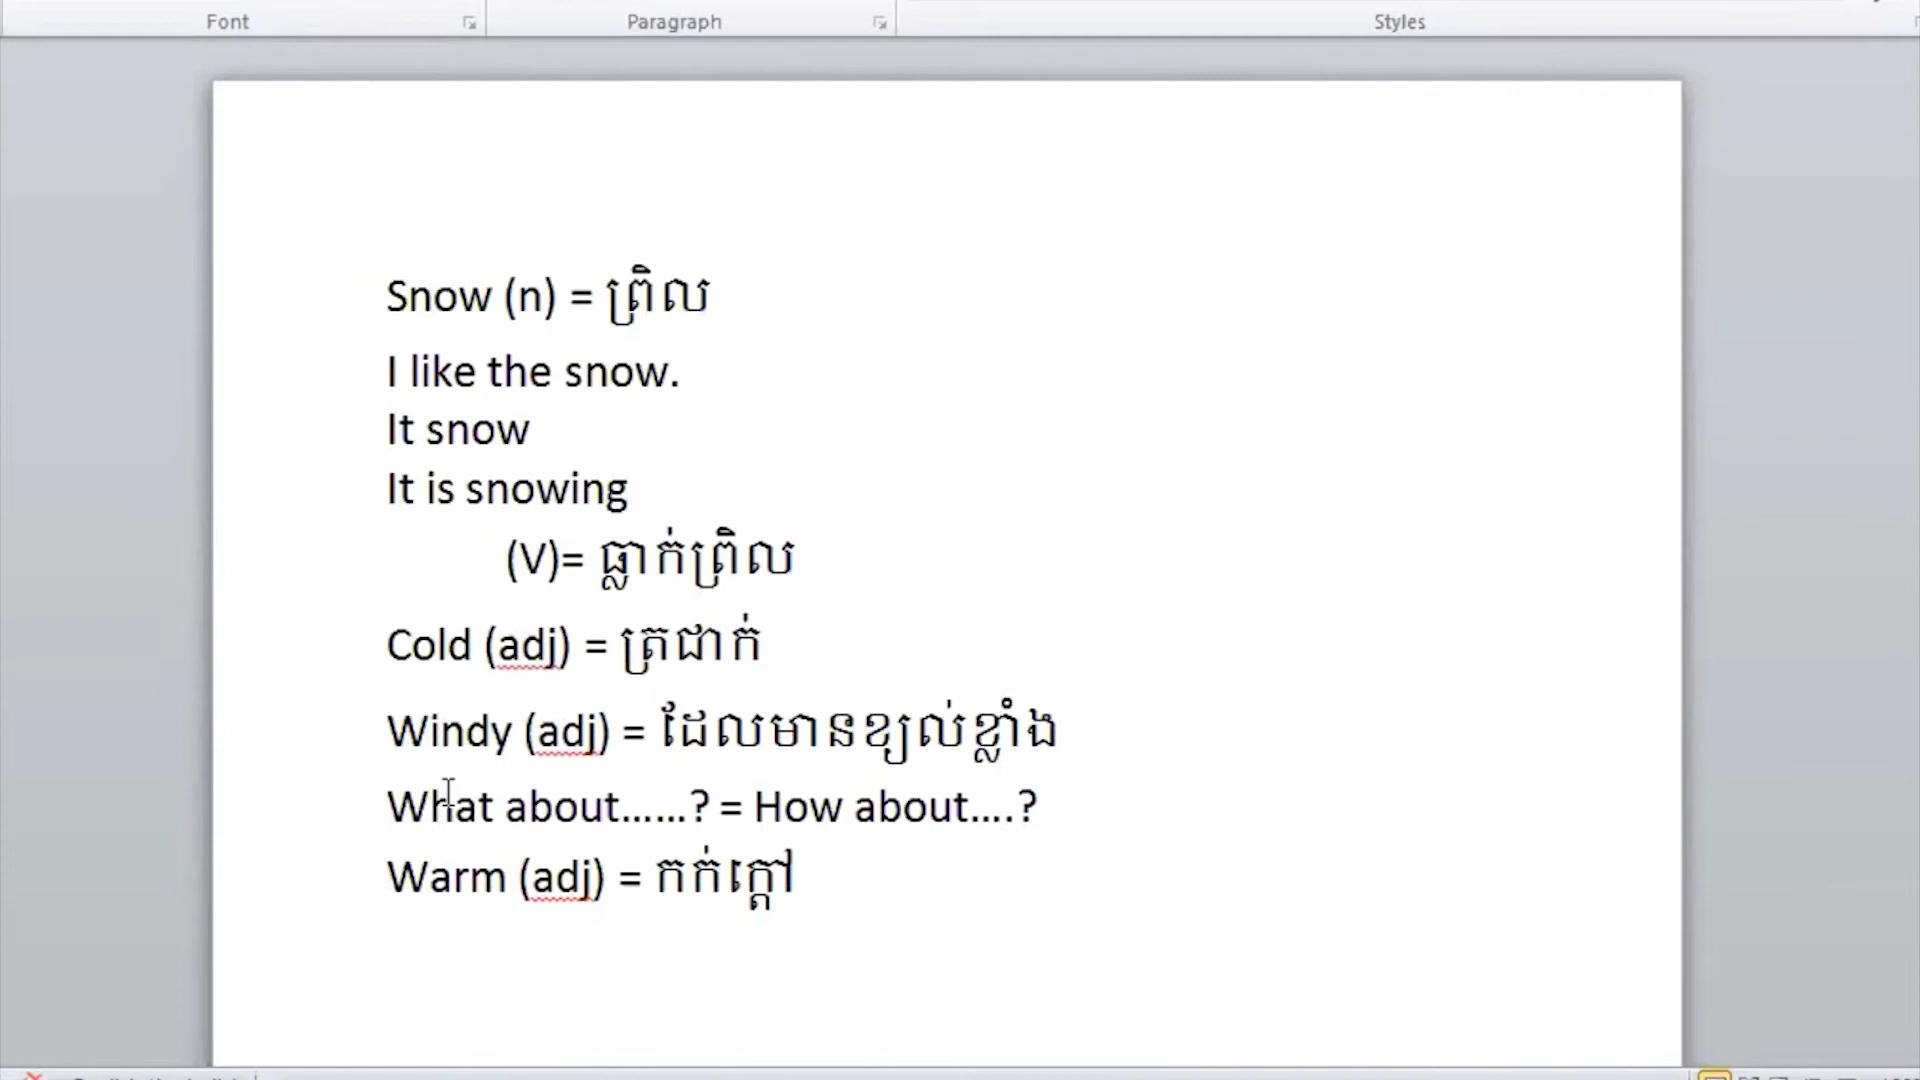 Font Paragraph Styles
Snow (n) = ព្រិល
I like the snow.
It snow
It is snowing
(V)= ធ្លាក់ព្រិល
Cold (adj) = ត្រជាក់
Windy (adj) = ដែលមានខ្យល់ខ្លាំង
What about......? = How about....?
Warm (adj) = កក់ក្តៅ